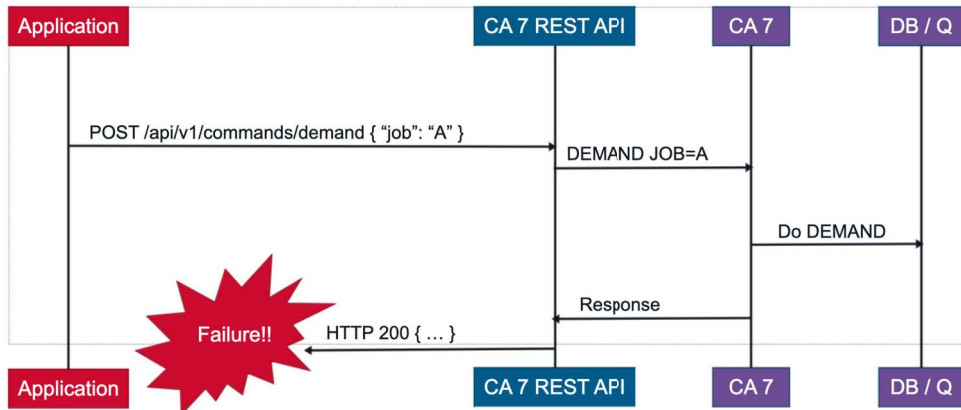 Application
CA 7 REST API
CA 7
DB / Q
POST /api/v1/commands/demand { “job”: “A” }
DEMAND JOB=A
Do DEMAND
Response
Failure!!
HTTP 200 { ... }
Application
CA 7 REST API
CA 7
DB / Q